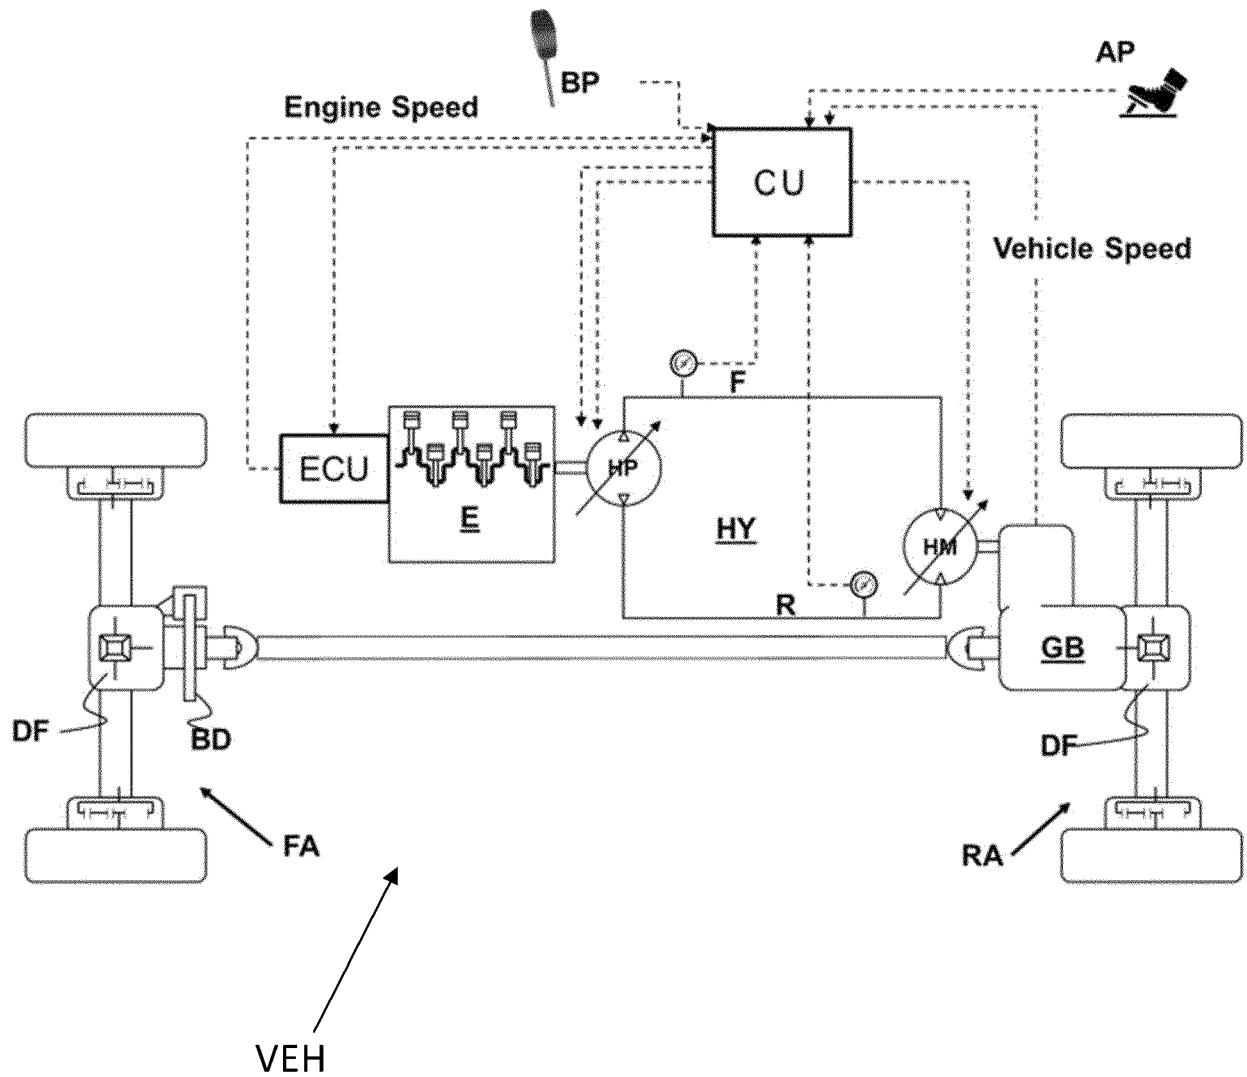 AP
BP
Engine Speed
CU
Vehicle Speed
F
ECU
HP
E
HY
HM
R
GB
DF
BD
DF
FA
RA
VEH